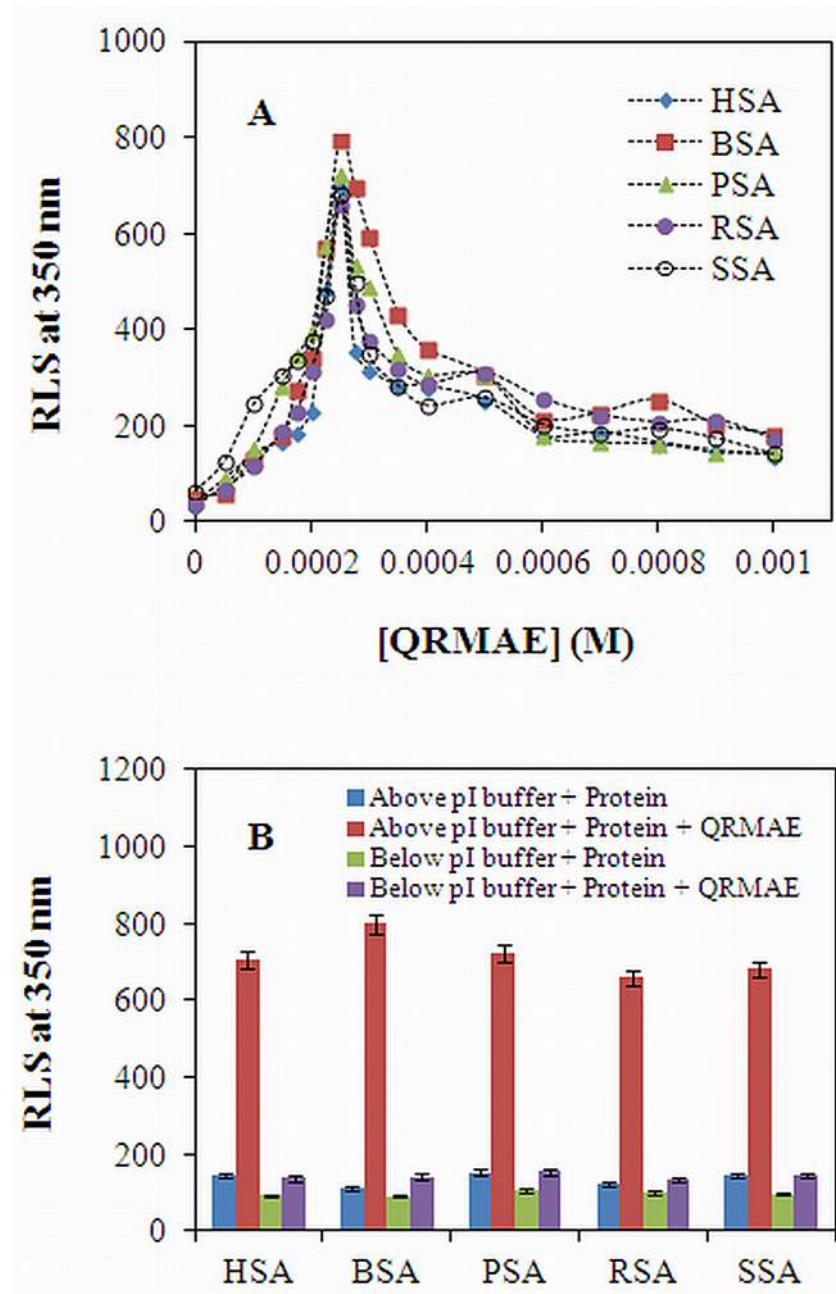 1000
800
600
400
200
0
A
HSA
BSA
PSA
RSA
SSA
RLS at 350 nm
0 0.0002 0.0004 0.0006 0.0008 0.001
[QRMAE] (M)
1200
1000
800
600
400
200
0
B
Above pI buffer + Protein
Above pI buffer + Protein + QRMAE
Below pI buffer + Protein
Below pI buffer + Protein + QRMAE
RLS at 350 nm
HSA BSA PSA RSA SSA